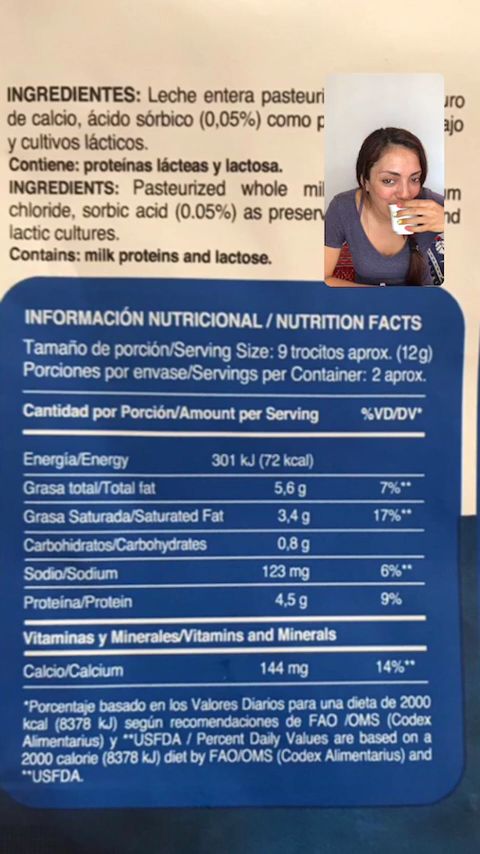 INGREDIENTES: Leche entera pasteuri uro
de calcio, ácido sórbico (0,05%) como p ajo
y cultivos lácticos.
Contiene: proteínas lácteas y lactosa.
INGREDIENTS: Pasteurized whole mil um
chloride, sorbic acid (0.05%) as preserv nd
lactic cultures.
Contains: milk proteins and lactose.
INFORMACIÓN NUTRICIONAL / NUTRITION FACTS
Tamaño de porción/Serving Size: 9 trocitos aprox. (12g)
Porciones por envase/Servings per Container: 2 aprox.
Cantidad por Porción/Amount per Serving %VD/DV*
Energía/Energy 301 kJ (72 kcal)
Grasa total/Total fat 5,6 g 7%**
Grasa Saturada/Saturated Fat 3,4 g 17%**
Carbohidratos/Carbohydrates 0,8 g
Sodio/Sodium 123 mg 6%**
Proteína/Protein 4,5 g 9%
Vitaminas y Minerales/Vitamins and Minerals
Calcio/Calcium 144 mg 14%**
*Porcentaje basado en los Valores Diarios para una dieta de 2000
kcal (8378 kJ) según recomendaciones de FAO /OMS (Codex
Alimentarius) y **USFDA / Percent Daily Values are based on a
2000 calorie (8378 kJ) diet by FAO/OMS (Codex Alimentarius) and
**USFDA.